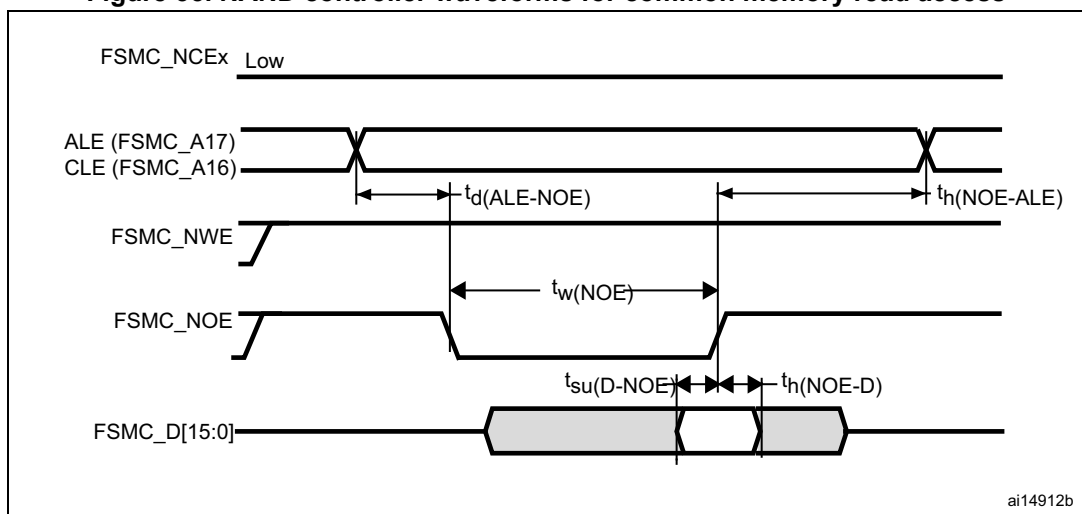 FSMC_NCEx Low
ALE (FSMC_A17)
CLE (FSMC_A16)
td(ALE-NOE)
th(NOE-ALE)
FSMC_NWE
tw(NOE)
FSMC_NOE
tsu(D-NOE)
th(NOE-D)
FSMC_D[15:0]
ai14912b